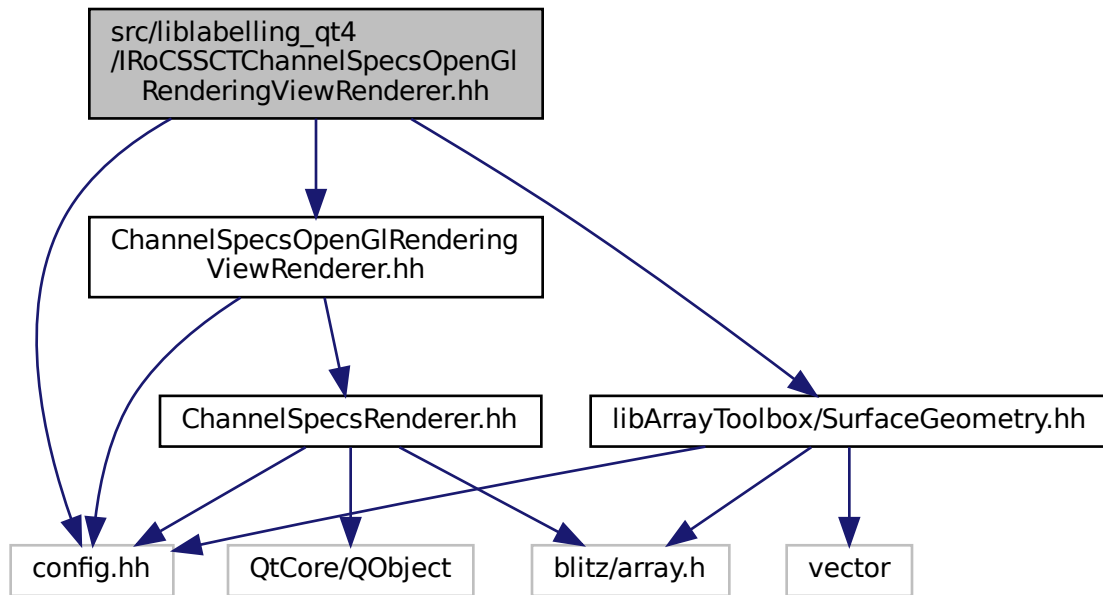 src/liblabelling_qt4
/IRoCSSCTChannelSpecsOpenGl
RenderingViewRenderer.hh
ChannelSpecsOpenGlRendering
ViewRenderer.hh
ChannelSpecsRenderer.hh
libArrayToolbox/SurfaceGeometry.hh
config.hh
QtCore/QObject
blitz/array.h
vector